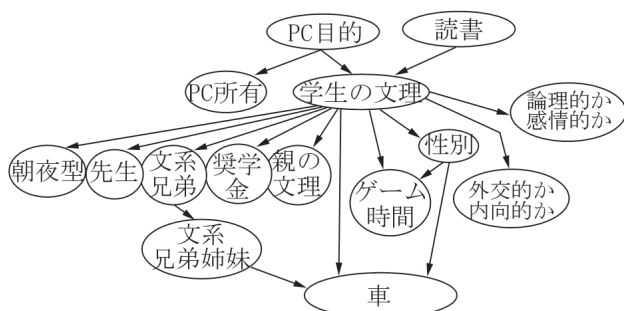 PC目的
読書
PC所有
学生の文理
論理的か
感情的か
朝夜型
先生
文系
兄弟
奨学
金
親の
文理
性別
ゲーム
時間
外交的か
内向的か
文系
兄弟姉妹
車